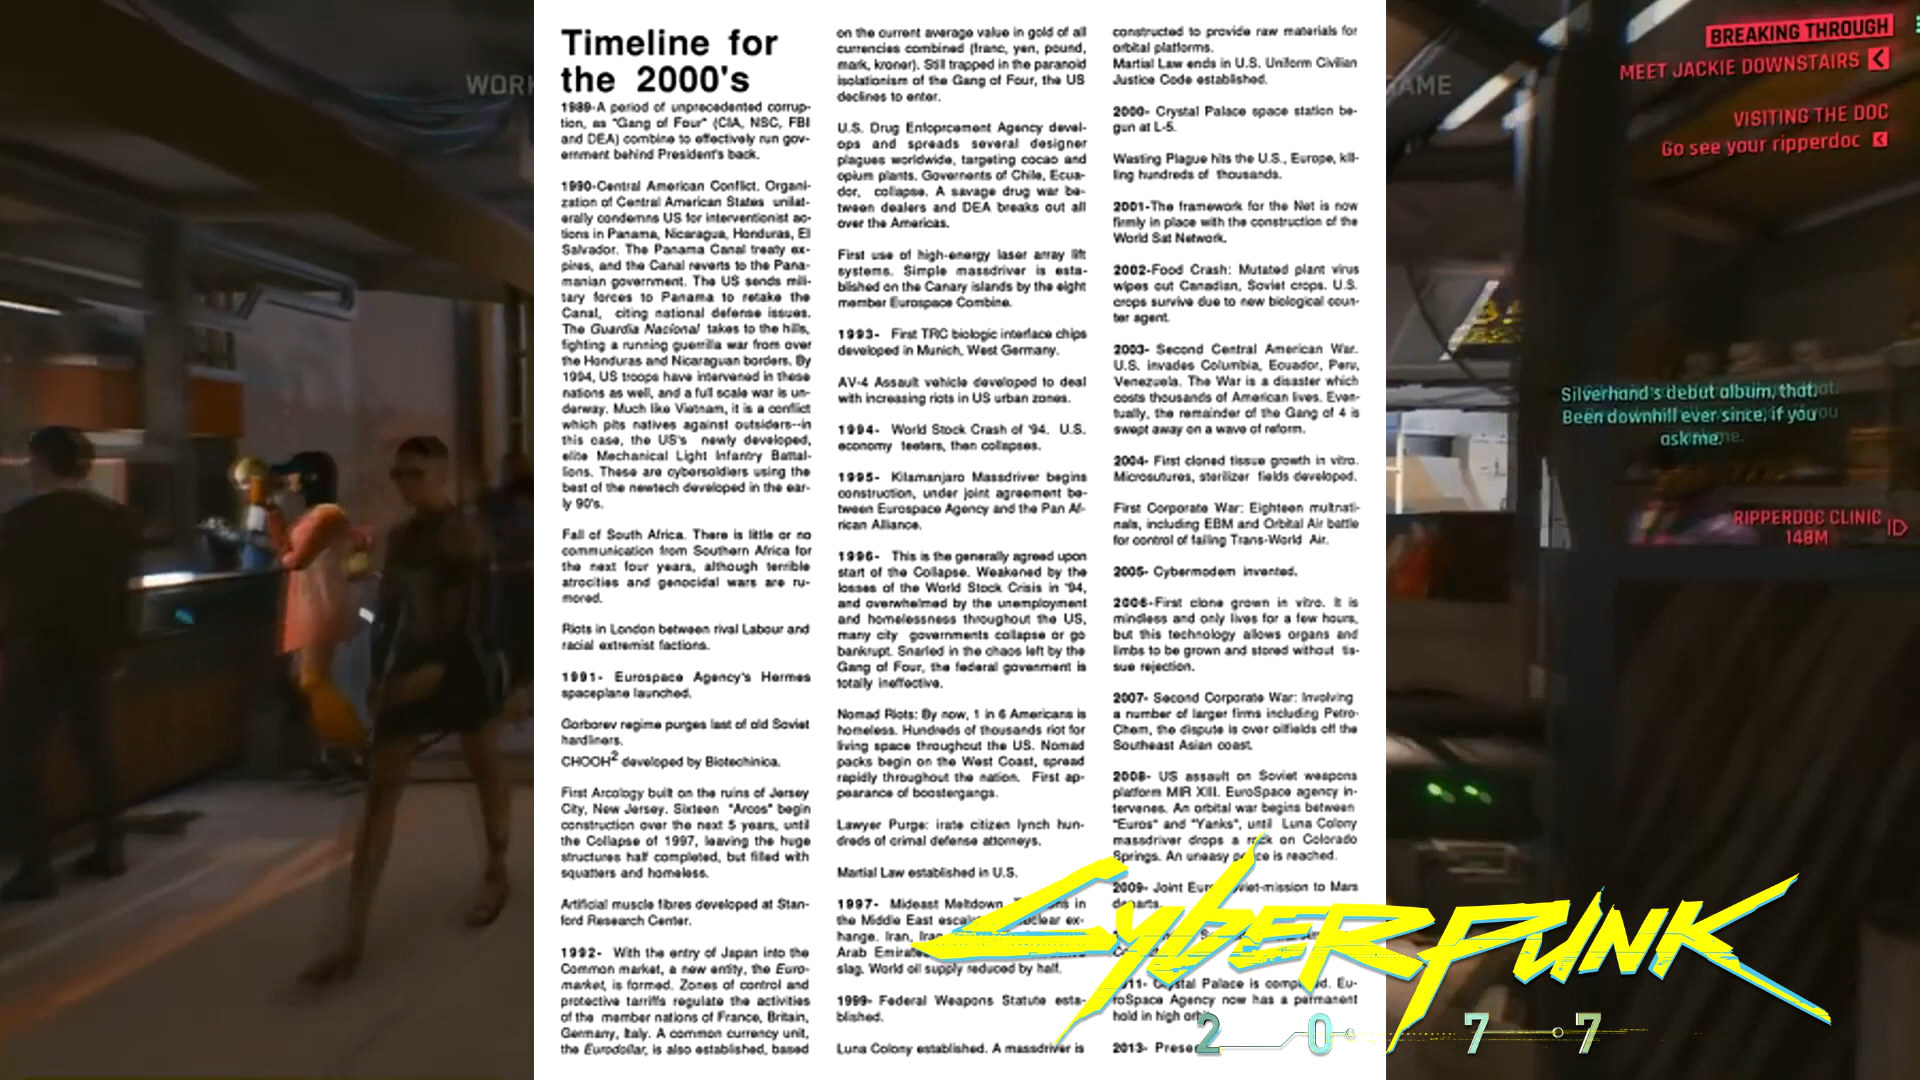 WORK
GAME
Timeline for
the 2000's
1989-A period of unprecedented corrup-
tion, as "Gang of Four" (CIA, NSC, FBI
and DEA) combine to effectively run gov-
ernment behind President's back.
1990-Central American Conflict. Organi-
zation of Central American States unilat-
erally condemns US for interventionist ac-
tions in Panama, Nicaragua, Honduras, El
Salvador. The Panama Canal treaty ex-
pires, and the Canal reverts to the Pana-
manian government. The US sends mili-
tary forces to Panama to retake the
Canal, citing national defense issues.
The Guardia Nacional takes to the hills,
fighting a running guerrilla war from over
the Honduras and Nicaraguan borders. By
1994, US troops have intervened in these
nations as well, and a full scale war is un-
derway. Much like Vietnam, it is a conflict
which pits natives against outsiders--in
this case, the US's newly developed,
elite Mechanical Light Infantry Battal-
lions. These are cybersoldiers using the
best of the newtech developed in the ear-
ly 90's.
Fall of South Africa. There is little or no
communication from Southern Africa for
the next four years, although terrible
atrocities and genocidal wars are ru-
mored.
Riots in London between rival Labour and
racial extremist factions.
1991- Eurospace Agency's Hermes
spaceplane launched.
Gorborev regime purges last of old Soviet
hardliners.
CHOOH² developed by Biotechinica.
First Arcology built on the ruins of Jersey
City, New Jersey. Sixteen "Arcos" begin
construction over the next 5 years, until
the Collapse of 1997, leaving the huge
structures half completed, but filled with
squatters and homeless.
Artificial muscle fibres developed at Stan-
ford Research Center.
1992- With the entry of Japan into the
Common market, a new entity, the Euro-
market, is formed. Zones of control and
protective tarriffs regulate the activities
of the member nations of France, Britain,
Germany, Italy. A common currency unit,
the Eurodollar, is also established, based
on the current average value in gold of all
currencies combined (franc, yen, pound,
mark, kroner). Still trapped in the paranoid
isolationism of the Gang of Four, the US
declines to enter.
U.S. Drug Enfoprcement Agency devel-
ops and spreads several designer
plagues worldwide, targeting cocao and
opium plants. Governents of Chile, Ecua-
dor, collapse. A savage drug war be-
tween dealers and DEA breaks out all
over the Americas.
First use of high-energy laser array lift
systems. Simple massdriver is esta-
blished on the Canary islands by the eight
member Eurospace Combine.
1993- First TRC biologic interface chips
developed in Munich, West Germany.
AV-4 Assault vehicle developed to deal
with increasing riots in US urban zones.
1994- World Stock Crash of '94. U.S.
economy teeters, then collapses.
1995- Kilamanjaro Massdriver begins
construction, under joint agreement be-
tween Eurospace Agency and the Pan Af-
rican Alliance.
1996- This is the generally agreed upon
start of the Collapse. Weakened by the
losses of the World Stock Crisis in '94,
and overwhelmed by the unemployment
and homelessness throughout the US,
many city governments collapse or go
bankrupt. Snarled in the chaos left by the
Gang of Four, the federal govenment is
totally ineffective.
Nomad Riots: By now, 1 in 6 Americans is
homeless. Hundreds of thousands riot for
living space throughout the US. Nomad
packs begin on the West Coast, spread
rapidly throughout the nation. First ap-
pearance of boostergangs.
Lawyer Purge: irate citizen lynch hun-
dreds of crimal defense attorneys.
Martial Law established in U.S.
1997- Mideast Meltdown. in
the Middle East ex-
hange. Iran,
Arab
slag. World oil supply reduced by half.
1999- Federal Weapons Statute esta-
blished.
Luna Colony established. A massdriver is
constructed to provide raw materials for
orbital platforms.
Martial Law ends in U.S. Uniform Civilian
Justice Code established.
2000- Crystal Palace space station be-
gun at L-5.
Wasting Plague hits the U.S., Europe, kil-
ling hundreds of thousands.
2001-The framework for the Net is now
firmly in place with the construction of the
World Sat Network.
2002-Food Crash: Mutated plant virus
wipes out Canadian, Soviet crops. U.S.
crops survive due to new biological coun-
ter agent.
2003- Second Central American War.
U.S. invades Columbia, Ecuador, Peru,
Venezuela. The War is a disaster which
costs thousands of American lives. Even-
tually, the remainder of the Gang of 4 is
swept away on a wave of reform.
2004- First cloned tissue growth in vitro.
Microsutures, sterilizer fields developed.
First Corporate War: Eighteen multnati-
nals, including EBM and Orbital Air battle
for control of failing Trans-World Air.
2005- Cybermodem invented.
2006-First clone grown in vitro. It is
mindless and only lives for a few hours,
but this technology allows organs and
limbs to be grown and stored without tis-
sue rejection.
2007- Second Corporate War: Involving
a number of larger firms including Petro-
Chem, the dispute is over oilfields off the
Southeast Asian coast.
2008- US assault on Soviet weapons
platform MIR XIII. EuroSpace agency in-
tervenes. An orbital war begins between
"Euros" and "Yanks", until Luna Colony
massdriver drops a rock on Colorado
Springs. An uneasy peace is reached.
2009- Joint mission to Mars
departs.
Crystal Palace is completed. Eu-
roSpace Agency now has a permanent
hold in high orbit
2013- Present
BREAKING THROUGH
MEET JACKIE DOWNSTAIRS
VISITING THE DOC
Go see your ripperdoc
Silverhand's debut album, that.
Been downhill ever since, if you
ask me.
RIPPERDOC CLINIC
148M
Cyberpunk
2077